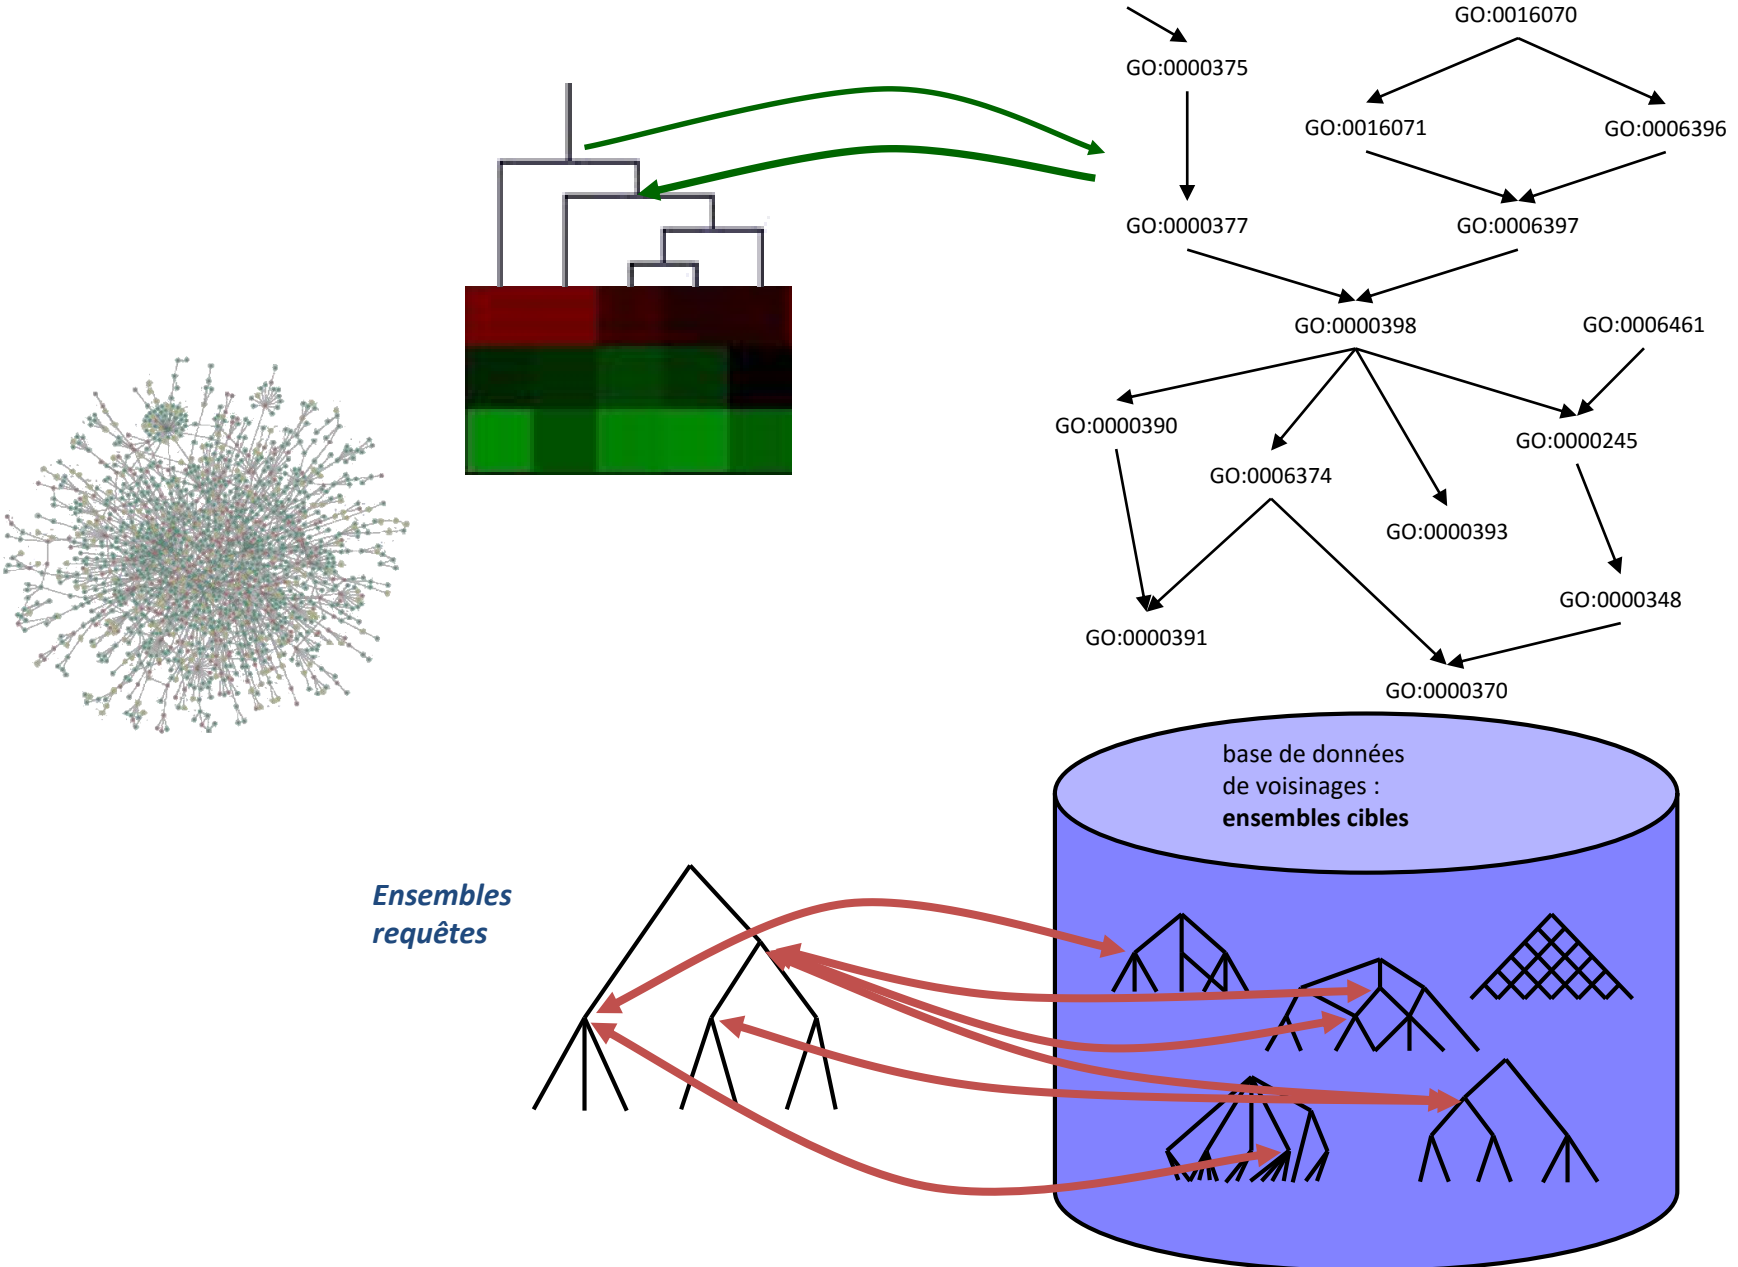 GO:0016070
GO:0000375
GO:0016071
GO:0006396
GO:0000377
GO:0006397
GO:0000398
GO:0006461
GO:0000390
GO:0000245
GO:0006374
GO:0000393
GO:0000348
GO:0000391
GO:0000370
base de données
de voisinages :
ensembles cibles
Ensembles
requêtes